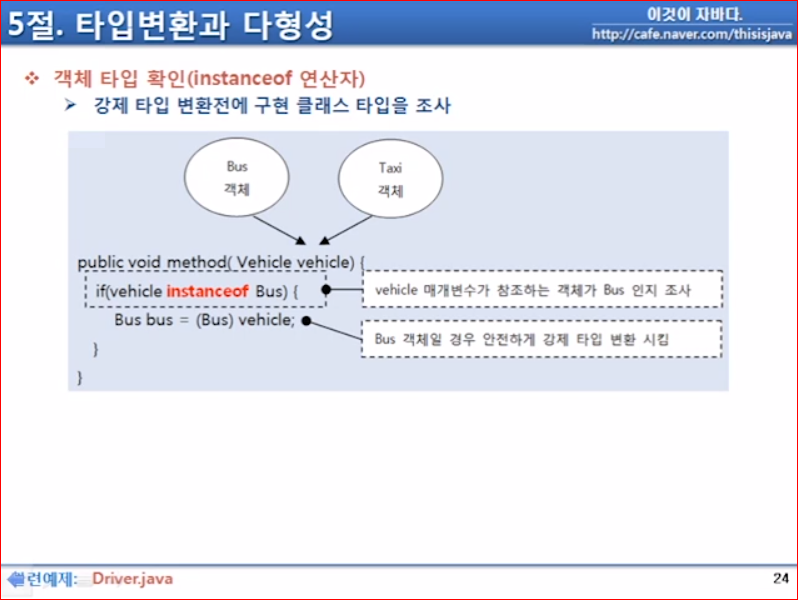 5절. 타입변환과 다형성
이것이 자바다.
http://cafe.naver.com/thisisjava
객체 타입 확인(instanceof 연산자)
강제 타입 변환전에 구현 클래스 타입을 조사
Bus
객체
Taxi
객체
public void method( Vehicle vehicle) {
if(vehicle instanceof Bus) {
vehicle 매개변수가 참조하는 객체가 Bus 인지 조사
Bus bus = (Bus) vehicle;
Bus 객체일 경우 안전하게 강제 타입 변환 시킴
}
}
련예제: Driver.java
24